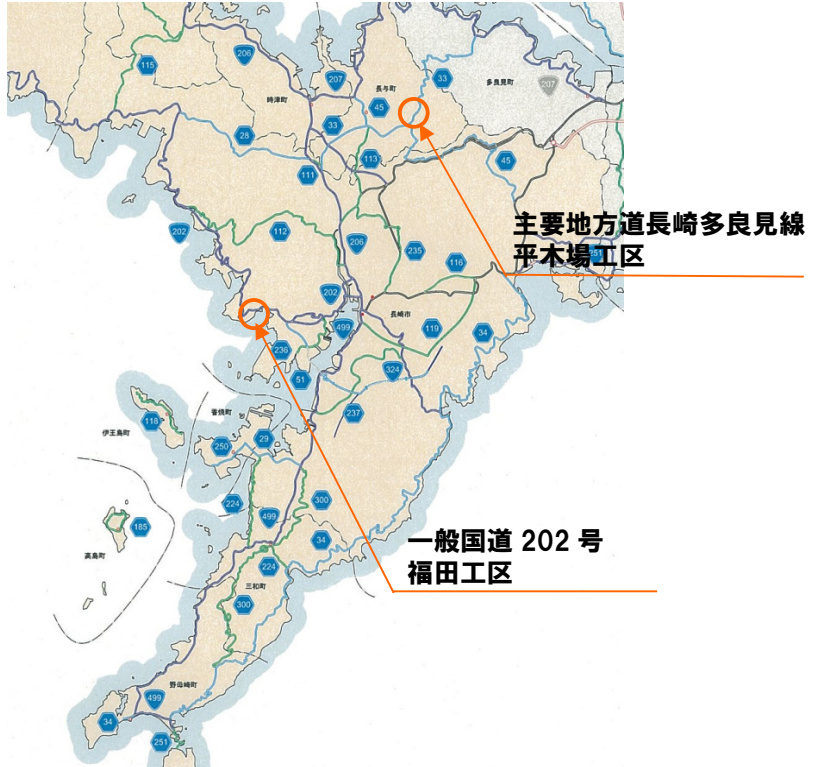 206
115
207
33
長与町
多良見町
207
時津町
45
33
28
113
45
111
主要地方道長崎多良見線
平木場工区
202
112
206
235
116
251
202
長崎市
499
119
34
236
51
324
237
香焼町
伊王島町
118
250
29
224
300
499
185
34
一般国道 202 号
福田工区
高島町
224
三和町
300
野母崎町
499
34
251